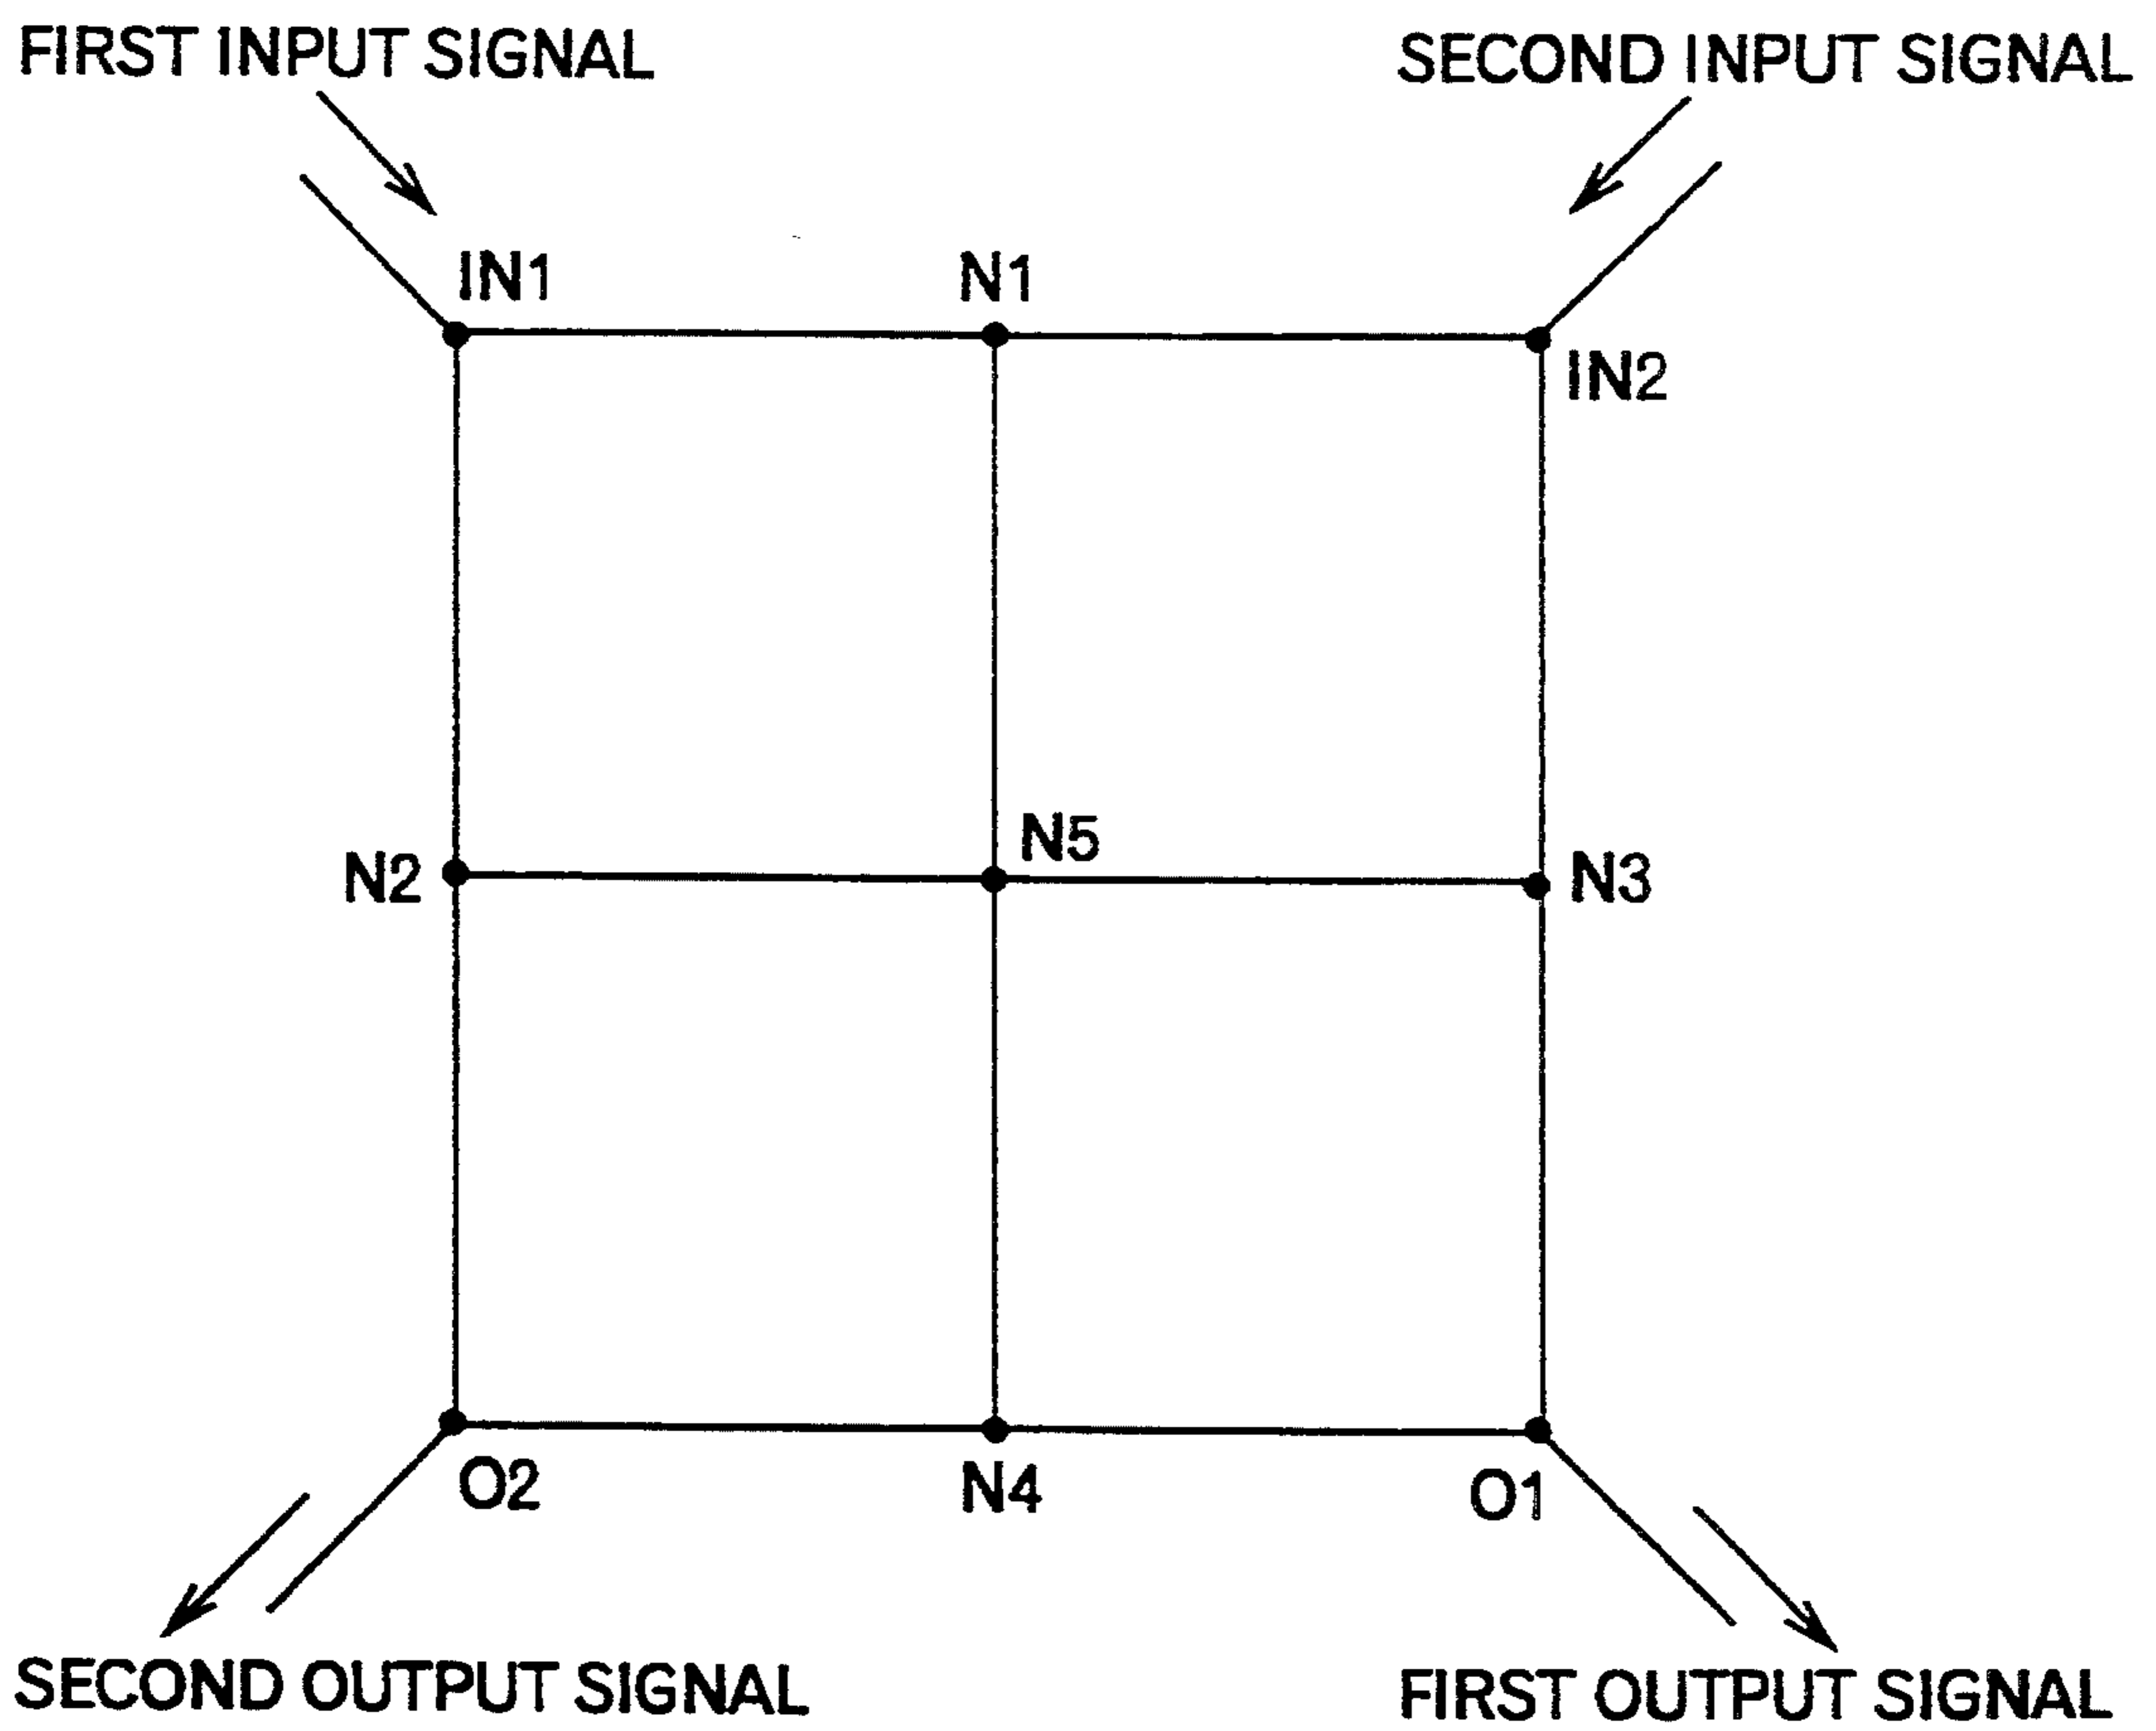 FIRST INPUT SIGNAL
SECOND INPUT SIGNAL
IN1
N1
IN2
N5
N2
N3
O2
N4
O1
SECOND OUTPUT SIGNAL
FIRST OUTPUT SIGNAL